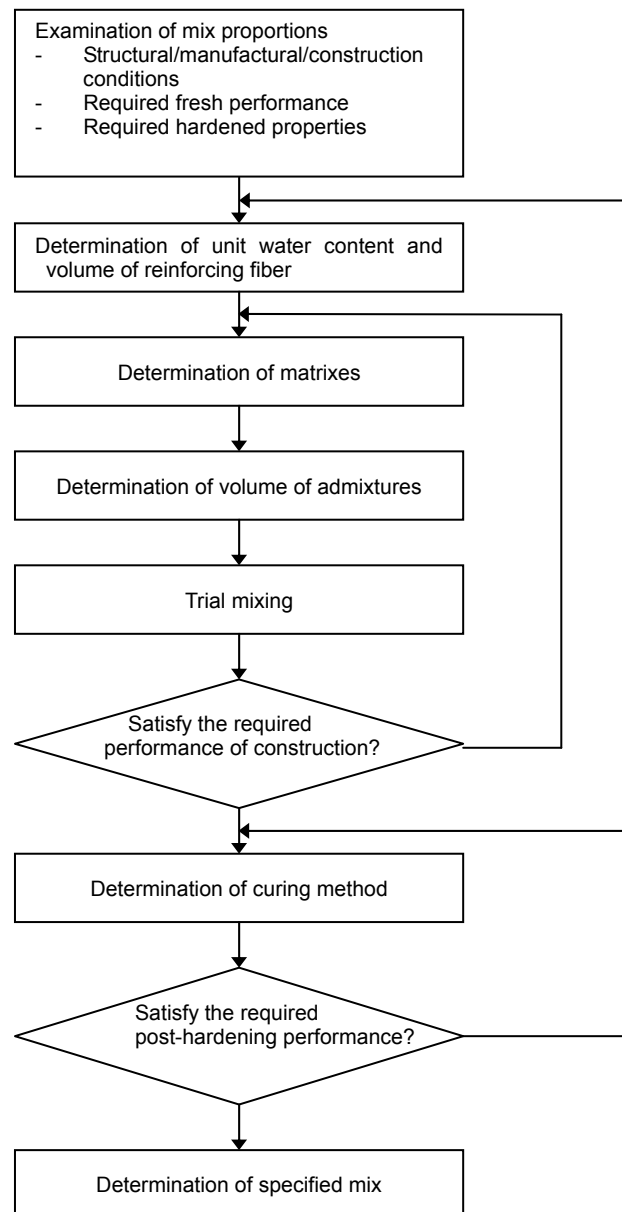 Examination of mix proportions
- Structural/manufactural/construction
conditions
- Required fresh performance
- Required hardened properties
Determination of unit water content and
volume of reinforcing fiber
Determination of matrixes
Determination of volume of admixtures
Trial mixing
Satisfy the required
performance of construction?
Determination of curing method
Satisfy the required
post-hardening performance?
Determination of specified mix